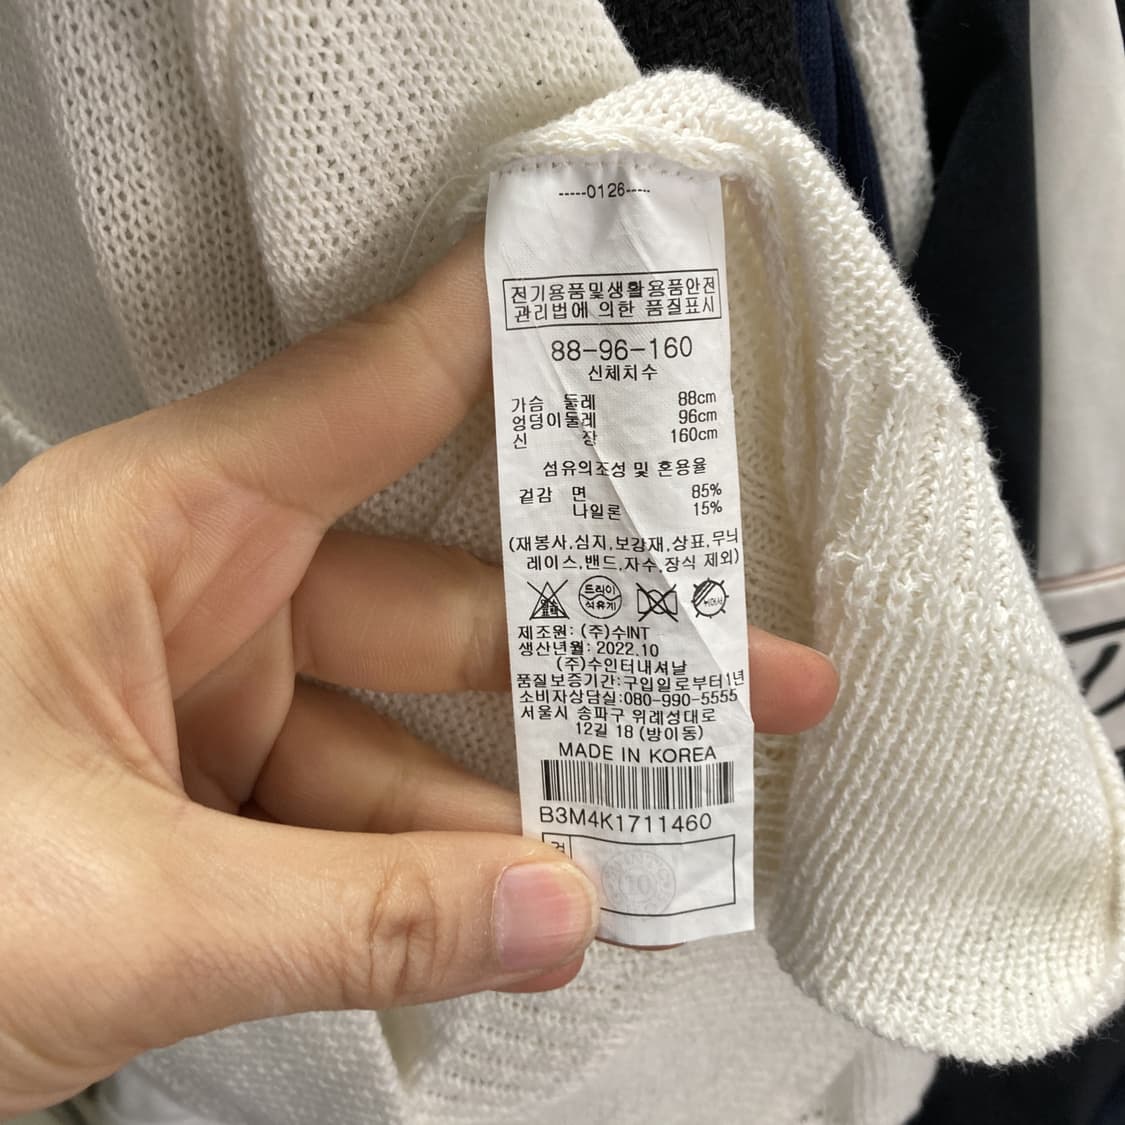 -----0126-----
전기용품및생활용품안전
관리법에 의한 품질표시
88-96-160
신체치수
가슴 둘레 88cm
엉덩이둘레 96cm
신 장 160cm
섬유의조성 및 혼용율
겉감 면 85%
나일론 15%
(재봉사,심지,보강재,상표,무늬
레이스,밴드,자수,장식 제외)
드라이
석유계
제조원: (주)수INT
생산년월: 2022.10
(주)수인터내셔날
품질보증기간:구입일로부터1년
소비자상담실:080-990-5555
서울시 송파구 위례성대로
12길 18 (방이동)
MADE IN KOREA
B3M4K1711460